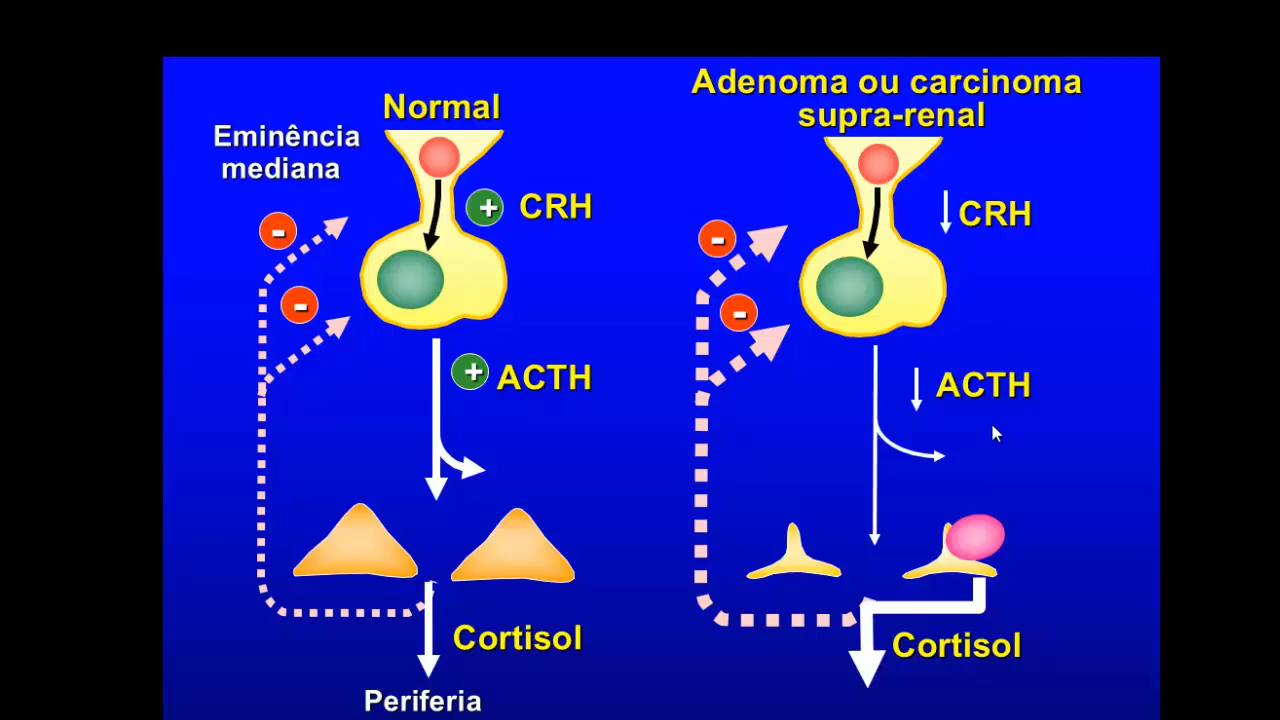 Normal
Eminência
mediana
+ CRH
-
-
+ ACTH
Cortisol
Periferia
Adenoma ou carcinoma
supra-renal
CRH
-
-
ACTH
Cortisol